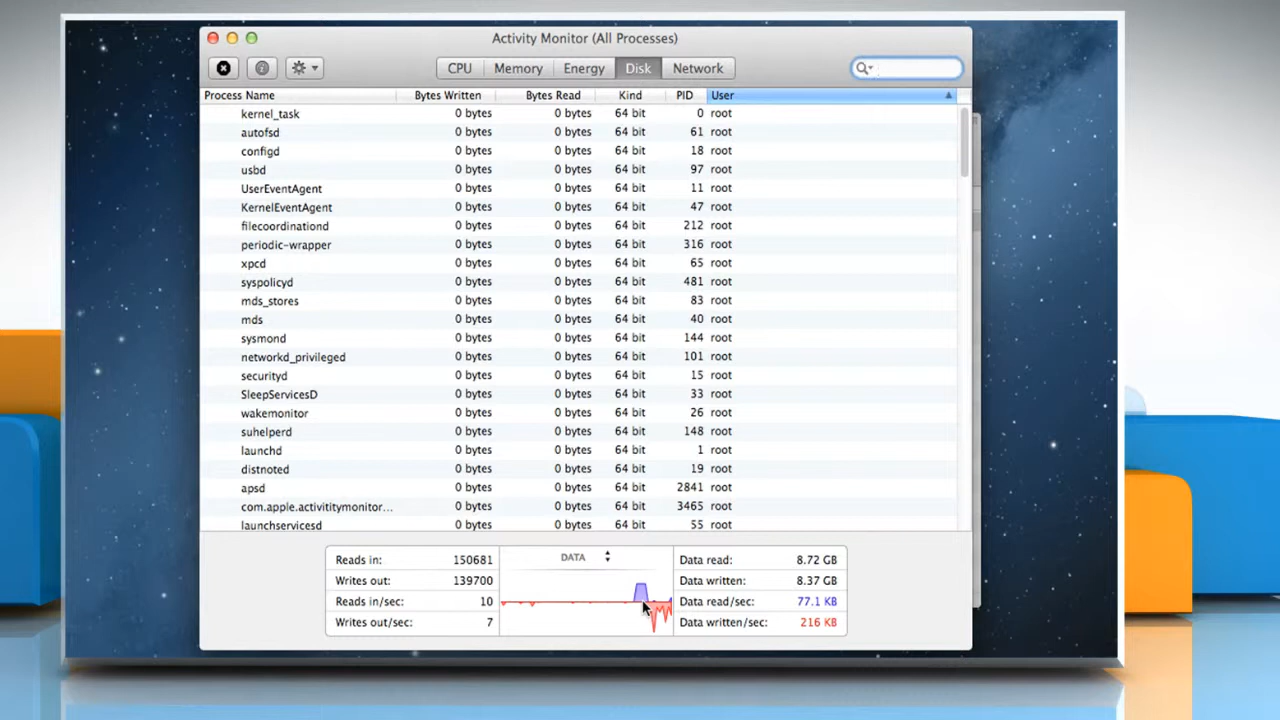 Activity Monitor (All Processes)
CPU Memory Energy Disk Network
Process Name Bytes Written Bytes Read Kind PID User
kernel_task 0 bytes 0 bytes 64 bit 0 root
autofsd 0 bytes 0 bytes 64 bit 61 root
configd 0 bytes 0 bytes 64 bit 18 root
usbd 0 bytes 0 bytes 64 bit 97 root
UserEventAgent 0 bytes 0 bytes 64 bit 11 root
KernelEventAgent 0 bytes 0 bytes 64 bit 47 root
filecoordinationd 0 bytes 0 bytes 64 bit 212 root
periodic-wrapper 0 bytes 0 bytes 64 bit 316 root
xpcd 0 bytes 0 bytes 64 bit 65 root
syspolicyd 0 bytes 0 bytes 64 bit 481 root
mds_stores 0 bytes 0 bytes 64 bit 83 root
mds 0 bytes 0 bytes 64 bit 40 root
sysmond 0 bytes 0 bytes 64 bit 144 root
networkd_privileged 0 bytes 0 bytes 64 bit 101 root
securityd 0 bytes 0 bytes 64 bit 15 root
SleepServicesD 0 bytes 0 bytes 64 bit 33 root
wakemonitor 0 bytes 0 bytes 64 bit 26 root
suhelperd 0 bytes 0 bytes 64 bit 148 root
launchd 0 bytes 0 bytes 64 bit 1 root
distnoted 0 bytes 0 bytes 64 bit 19 root
apsd 0 bytes 0 bytes 64 bit 2841 root
com.apple.activititymonitor... 0 bytes 0 bytes 64 bit 3465 root
launchservicesd 0 bytes 0 bytes 64 bit 55 root
Reads in: 150681 DATA Data read: 8.72 GB
Writes out: 139700 Data written: 8.37 GB
Reads in/sec: 10 Data read/sec: 77.1 KB
Writes out/sec: 7 Data written/sec: 216 KB